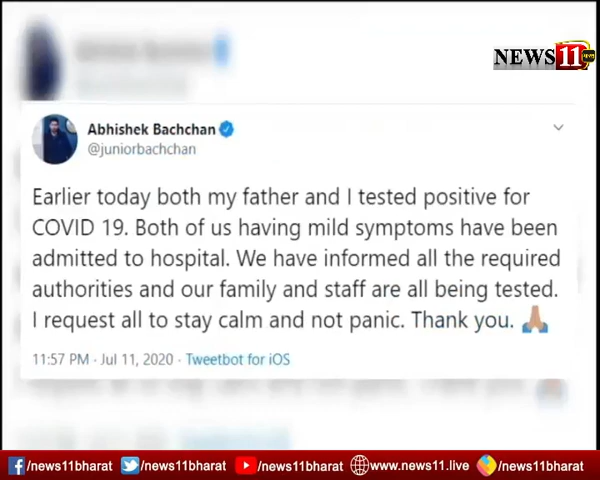 NEWS 11
Abhishek Bachchan
@juniorbachchan
Earlier today both my father and I tested positive for
COVID 19. Both of us having mild symptoms have been
admitted to hospital. We have informed all the required
authorities and our family and staff are all being tested.
I request all to stay calm and not panic. Thank you. 🙏🏽
11:57 PM · Jul 11, 2020 · Tweetbot for iOS
/news11bharat /news11bharat /news11bharat www.news11.live /news11bharat